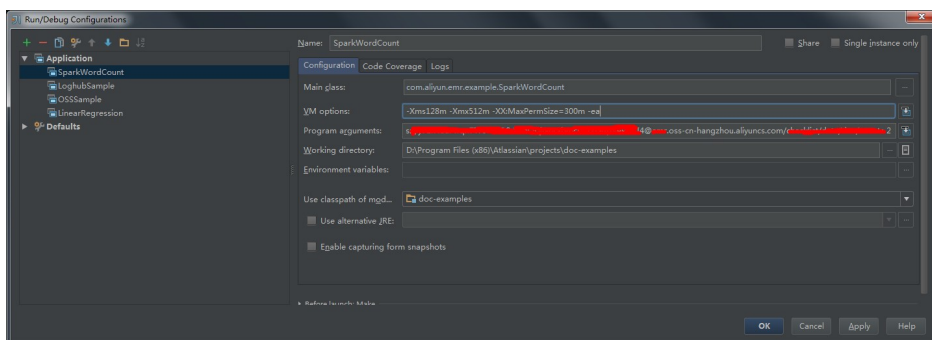 Run/Debug Configurations
Name: SparkWordCount
Share
Single instance only
Application
SparkWordCount
LoghubSample
OSSSample
LinearRegression
Defaults
Configuration
Code Coverage
Logs
Main class: com.aliyun.emr.example.SparkWordCount
VM options: -Xms128m -Xmx512m -XX:MaxPermSize=300m -ea
Program arguments: oss-cn-hangzhou.aliyuncs.com/ 2
Working directory: D:\Program Files (x86)\Atlassian\projects\doc-examples
Environment variables:
Use classpath of mod... doc-examples
Use alternative JRE:
Enable capturing form snapshots
Before launch: Make
OK
Cancel
Apply
Help